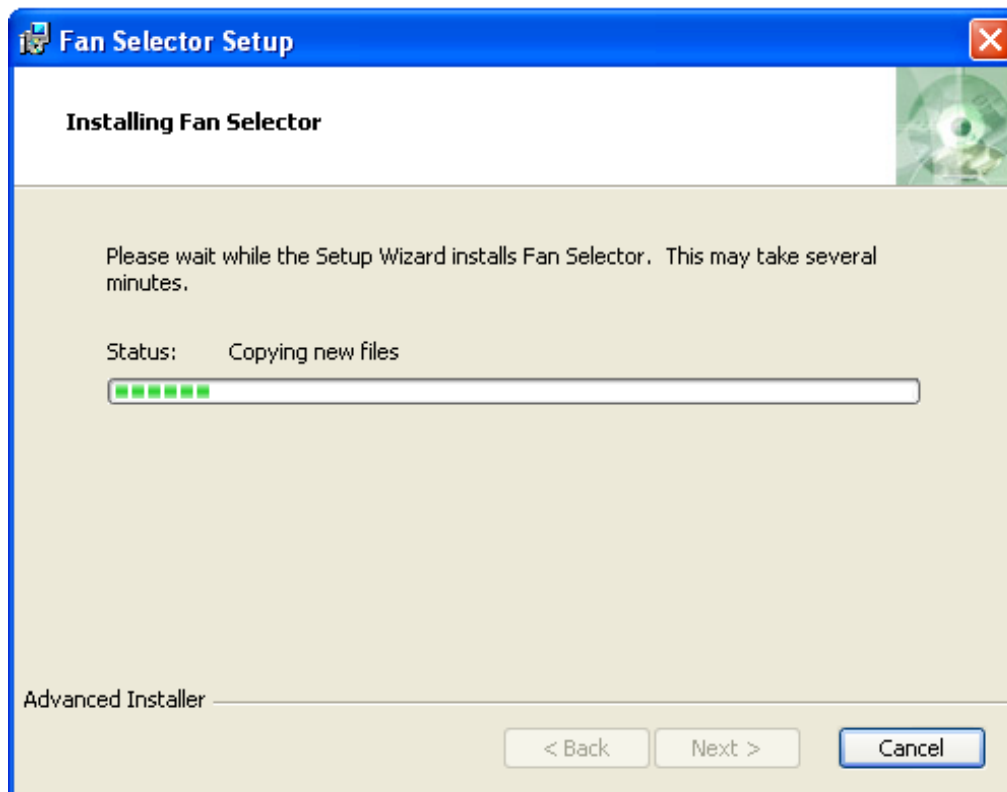 Fan Selector Setup
Installing Fan Selector
Please wait while the Setup Wizard installs Fan Selector.  This may take several
minutes.
Status: Copying new files
Advanced Installer
< Back Next > Cancel